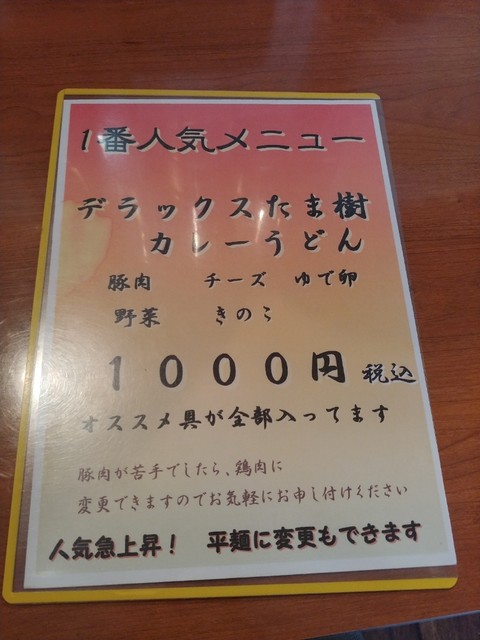 1番人気メニュー
デラックスたま樹
カレーうどん
豚肉 チーズ ゆで卵
野菜 きのこ
1000円 税込
オススメ具が全部入ってます
豚肉が苦手でしたら、鶏肉に
変更できますのでお気軽にお申し付けください
人気急上昇! 平麺に変更もできます